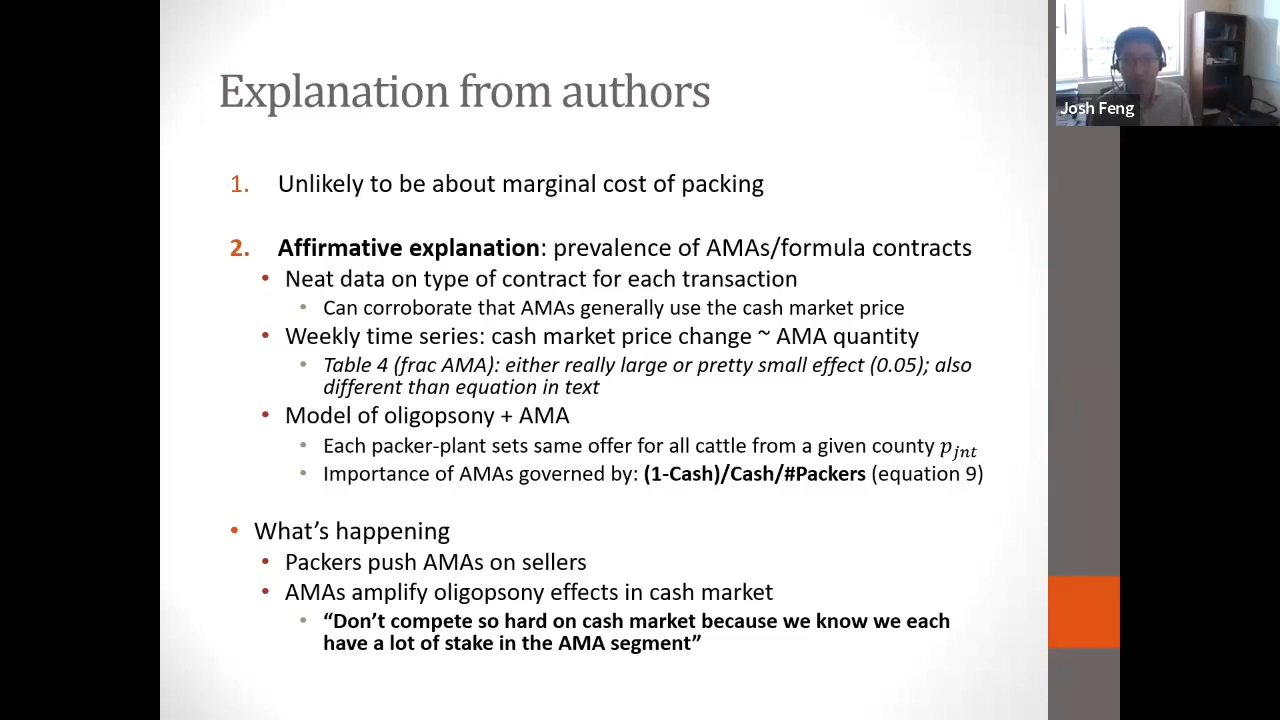 Explanation from authors
Josh Feng
1. Unlikely to be about marginal cost of packing
2. Affirmative explanation: prevalence of AMAs/formula contracts
• Neat data on type of contract for each transaction
• Can corroborate that AMAs generally use the cash market price
• Weekly time series: cash market price change ~ AMA quantity
• Table 4 (frac AMA): either really large or pretty small effect (0.05); also
different than equation in text
• Model of oligopsony + AMA
• Each packer-plant sets same offer for all cattle from a given county p_jnt
• Importance of AMAs governed by: (1-Cash)/Cash/#Packers (equation 9)
• What’s happening
• Packers push AMAs on sellers
• AMAs amplify oligopsony effects in cash market
• “Don’t compete so hard on cash market because we know we each
have a lot of stake in the AMA segment”